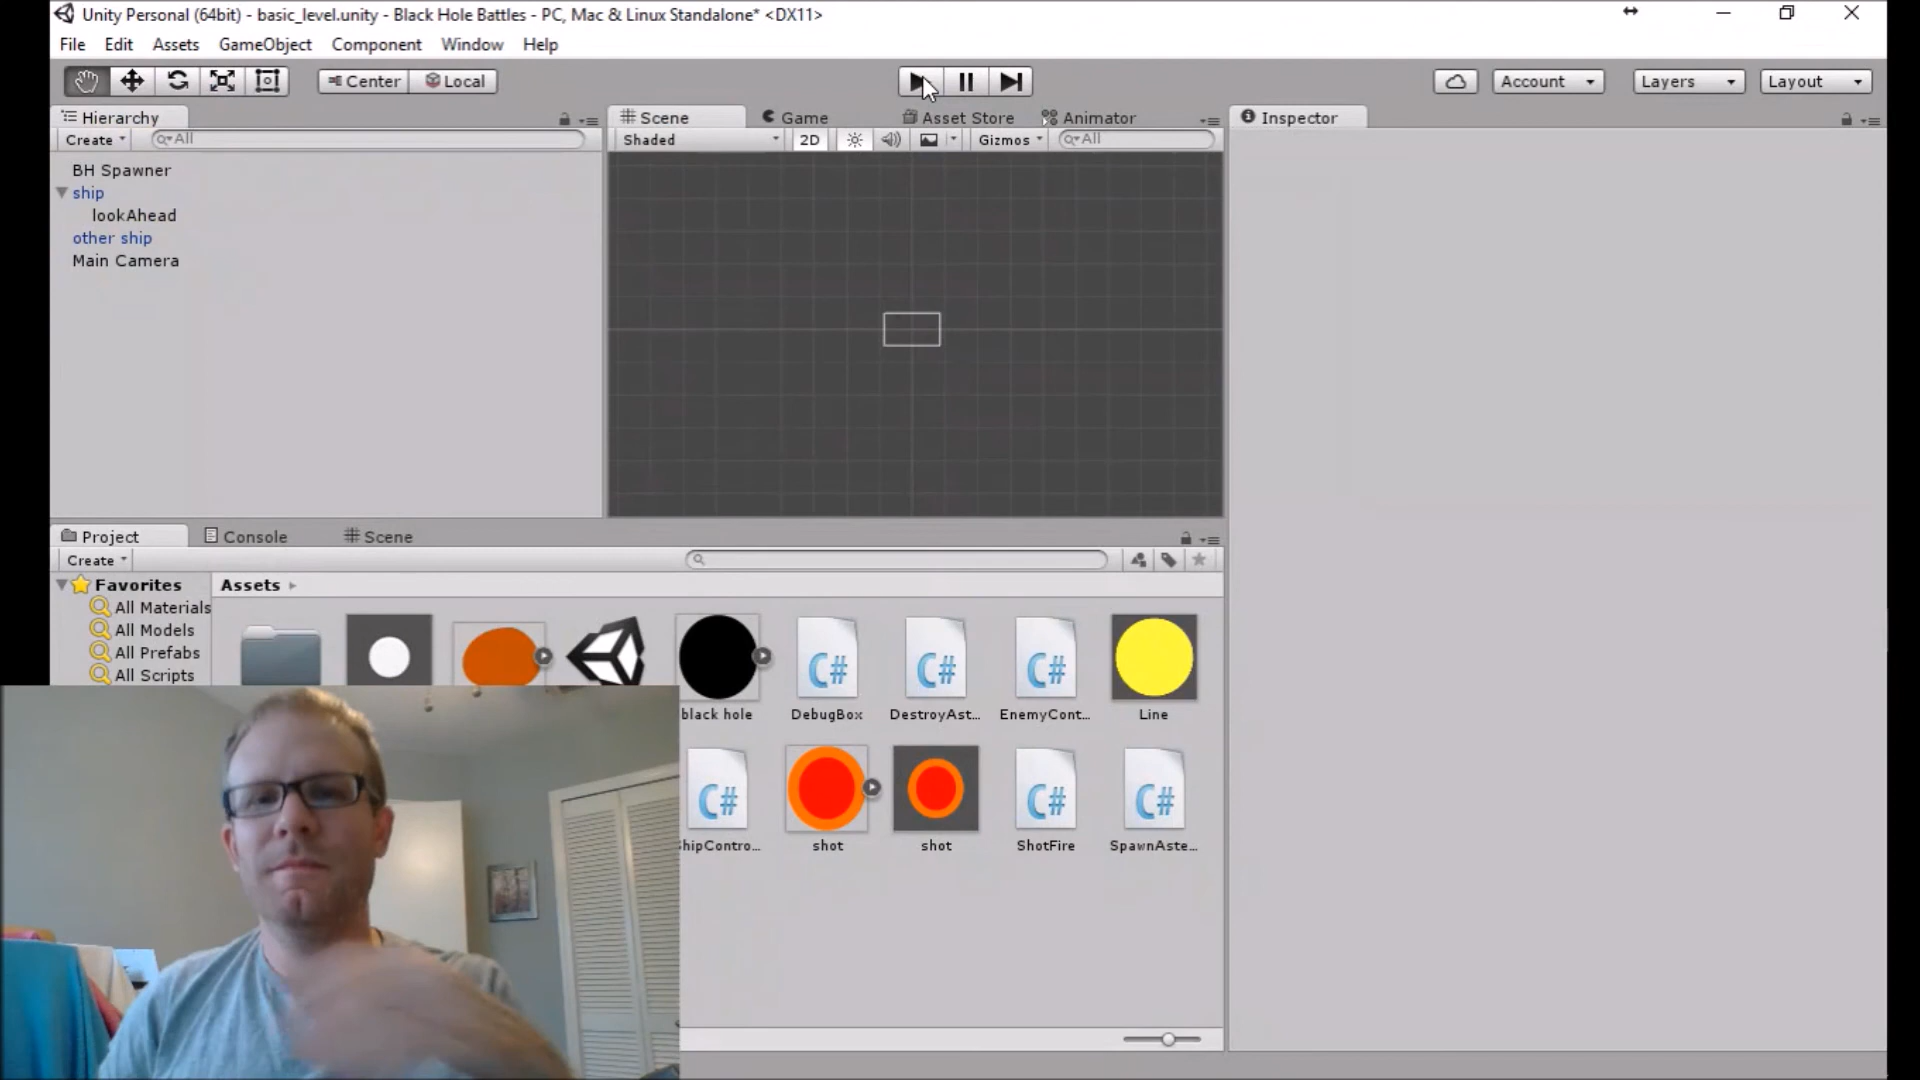 Unity Personal (64bit) - basic_level.unity - Black Hole Battles - PC, Mac & Linux Standalone* <DX11>
File Edit Assets GameObject Component Window Help
Center Local Account Layers Layout
Hierarchy Scene Game Asset Store Animator Inspector
Create All Shaded 2D Gizmos All
BH Spawner
ship
lookAhead
other ship
Main Camera
Project Console Scene
Create
Favorites Assets
All Materials
All Models
All Prefabs
All Scripts
C# C# C#
black hole DebugBox DestroyAst... EnemyCont... Line
C# C# C#
ShipContro... shot shot ShotFire SpawnAste...